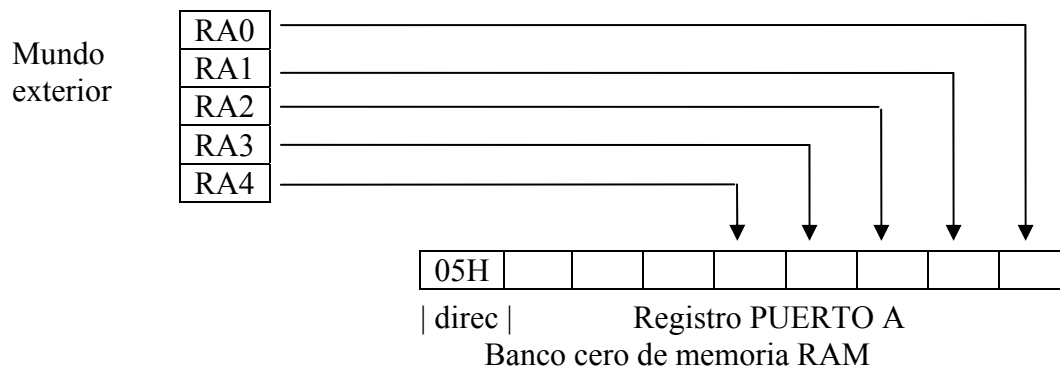 Mundo
exterior
RA0
RA1
RA2
RA3
RA4
05H
| direc | Registro PUERTO A
Banco cero de memoria RAM